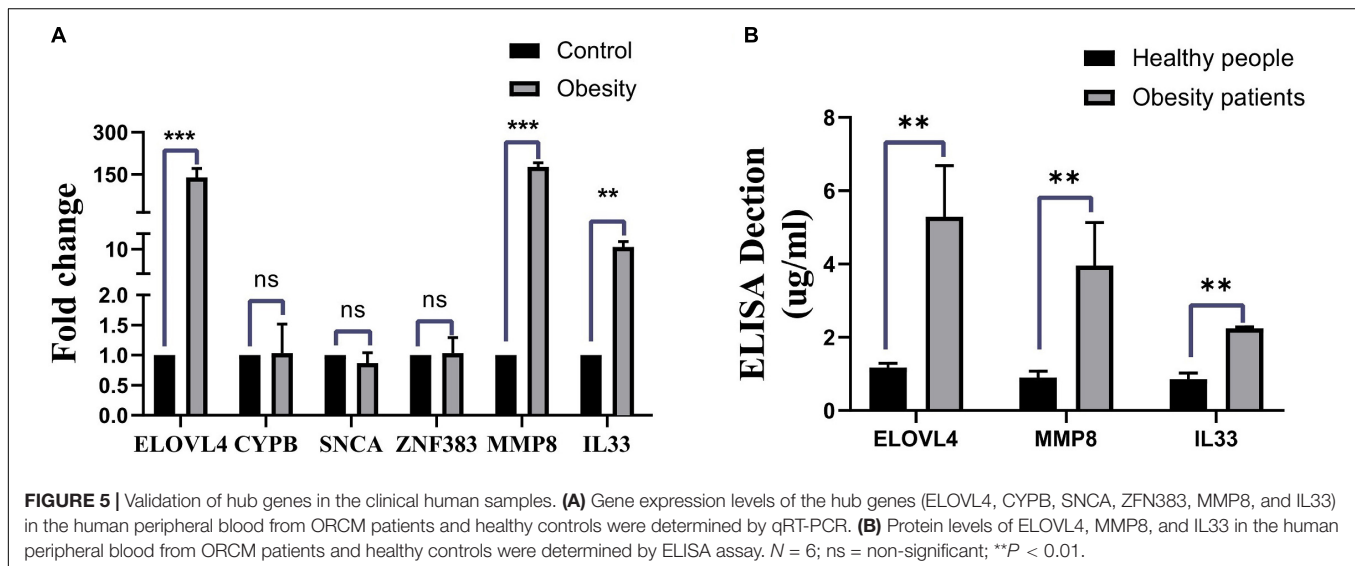 A
Control
Obesity
Fold change
300
150
10
2.0
1.5
1.0
0.5
0.0
***
ns
ns
ns
***
**
ELOVL4 CYPB SNCA ZNF383 MMP8 IL33
B
Healthy people
Obesity patients
ELISA Dection
(ug/ml)
8
6
4
2
0
**
**
**
ELOVL4 MMP8 IL33
FIGURE 5 | Validation of hub genes in the clinical human samples. (A) Gene expression levels of the hub genes (ELOVL4, CYPB, SNCA, ZFN383, MMP8, and IL33)
in the human peripheral blood from ORCM patients and healthy controls were determined by qRT-PCR. (B) Protein levels of ELOVL4, MMP8, and IL33 in the human
peripheral blood from ORCM patients and healthy controls were determined by ELISA assay. N = 6; ns = non-significant; **P < 0.01.